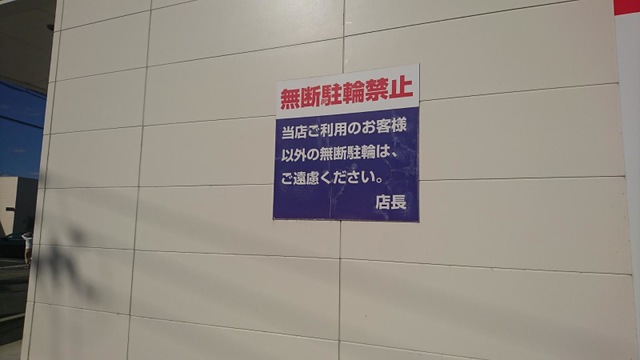 無断駐輪禁止
当店ご利用のお客様
以外の無断駐輪は、
ご遠慮ください。
店長